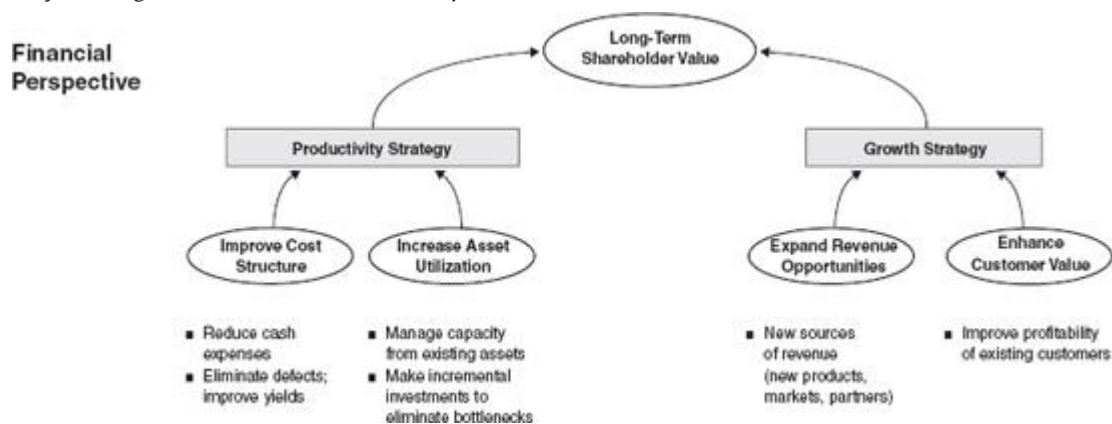 Financial
Perspective
Long-Term
Shareholder Value
Productivity Strategy
Growth Strategy
Improve Cost
Structure
Increase Asset
Utilization
Expand Revenue
Opportunities
Enhance
Customer Value
■ Reduce cash
expenses
■ Eliminate defects;
improve yields
■ Manage capacity
from existing assets
■ Make incremental
investments to
eliminate bottlenecks
■ New sources
of revenue
(new products,
markets, partners)
■ Improve profitability
of existing customers